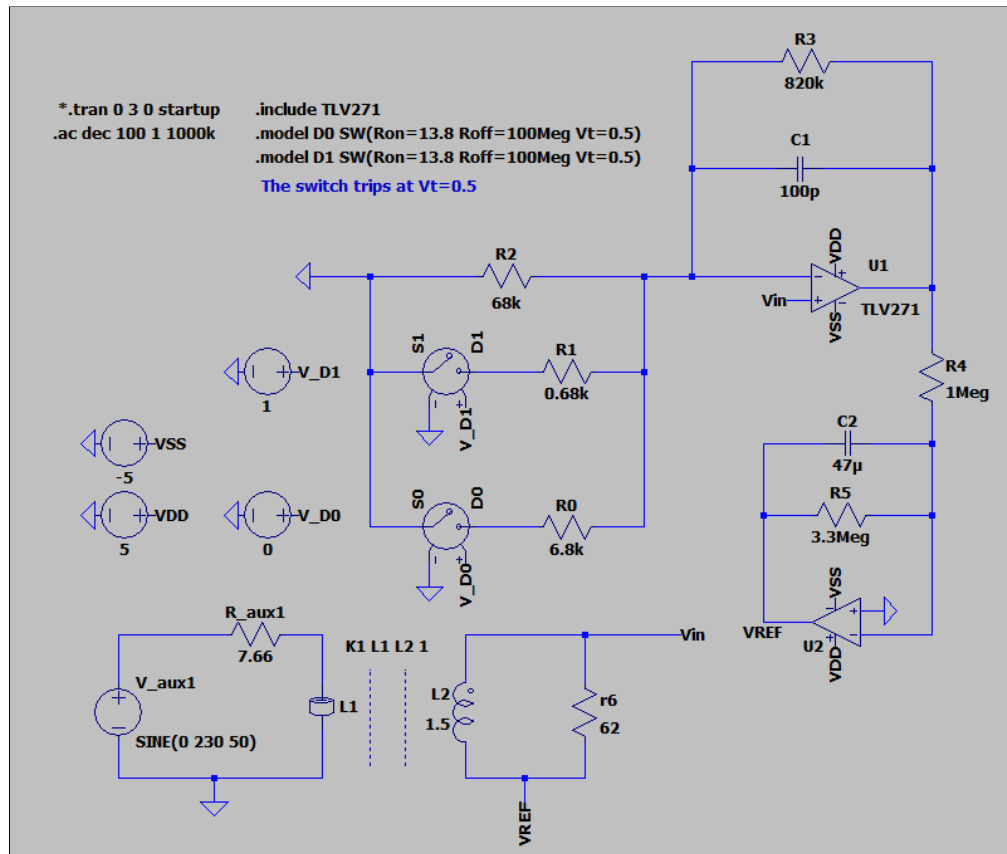 *.tran 0 3 0 startup
.ac dec 100 1 1000k
.include TLV271
.model D0 SW(Ron=13.8 Roff=100Meg Vt=0.5)
.model D1 SW(Ron=13.8 Roff=100Meg Vt=0.5)
The switch trips at Vt=0.5
R3
820k
C1
100p
VDD
U1
Vin
VSS
TLV271
R2
68k
S1
D1
R1
0.68k
V_D1
V_D1
1
R4
1Meg
VSS
-5
C2
47µ
VDD
5
V_D0
0
S0
D0
R0
6.8k
V_D0
R5
3.3Meg
VSS
VREF
U2
VDD
R_aux1
7.66
V_aux1
SINE(0 230 50)
L1
K1 L1 L2 1
L2
1.5
Vin
r6
62
VREF